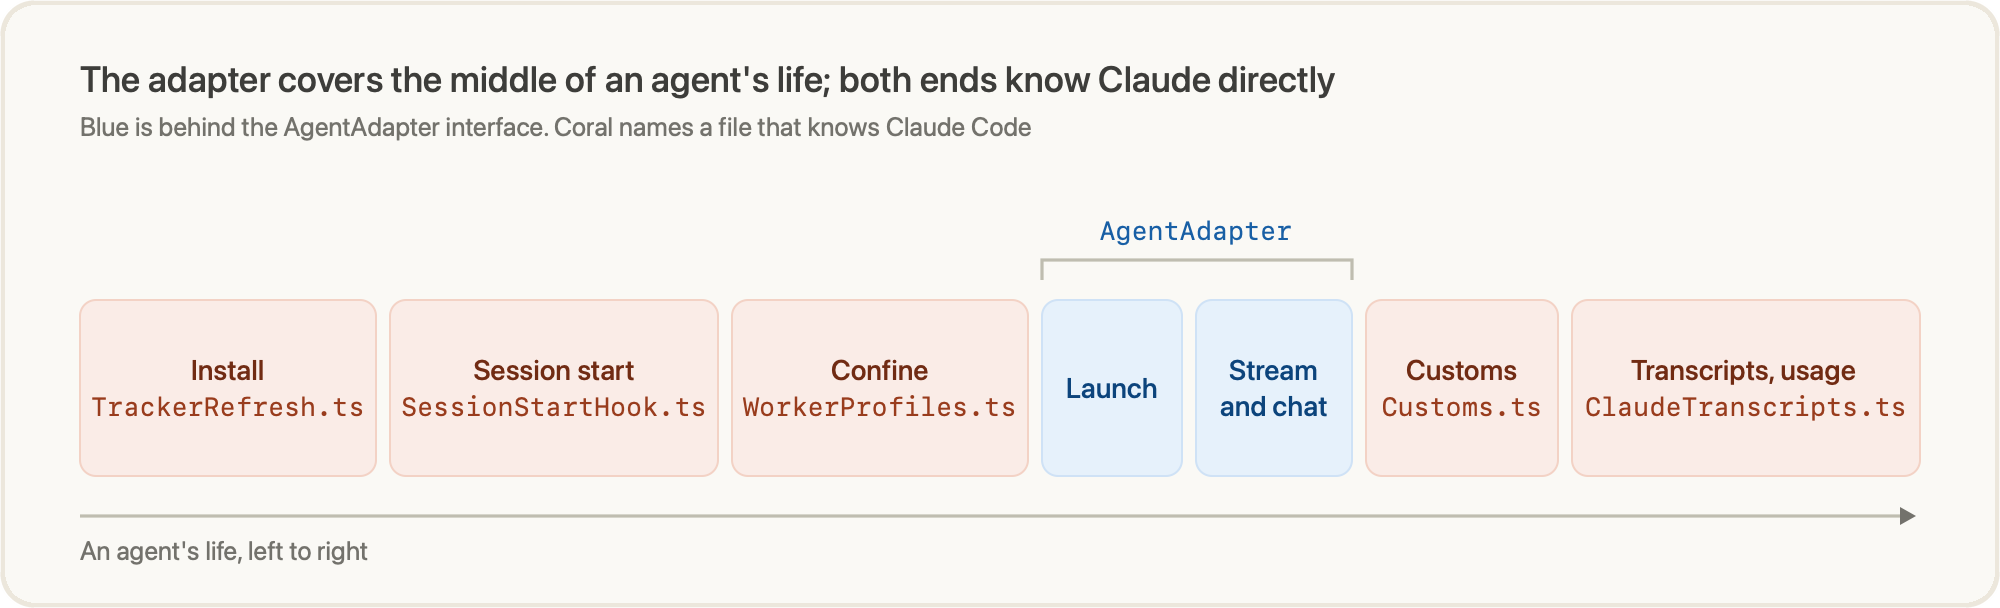 The adapter covers the middle of an agent's life; both ends know Claude directly
Blue is behind the AgentAdapter interface. Coral names a file that knows Claude Code
AgentAdapter
Install
TrackerRefresh.ts
Session start
SessionStartHook.ts
Confine
WorkerProfiles.ts
Launch
Stream
and chat
Customs
Customs.ts
Transcripts, usage
ClaudeTranscripts.ts
An agent's life, left to right